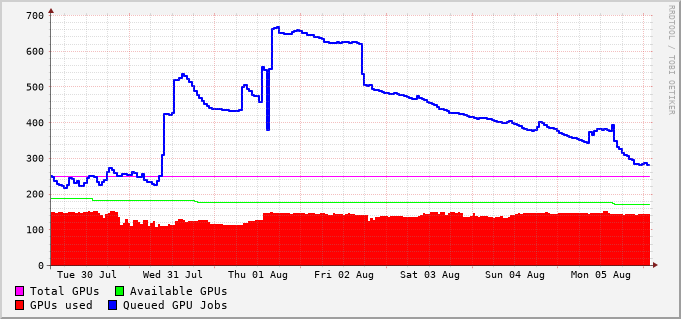 700
600
500
400
300
200
100
0
Tue 30 Jul Wed 31 Jul Thu 01 Aug Fri 02 Aug Sat 03 Aug Sun 04 Aug Mon 05 Aug
Total GPUs Available GPUs
GPUs used Queued GPU Jobs
RRDTOOL / TOBI OETIKER